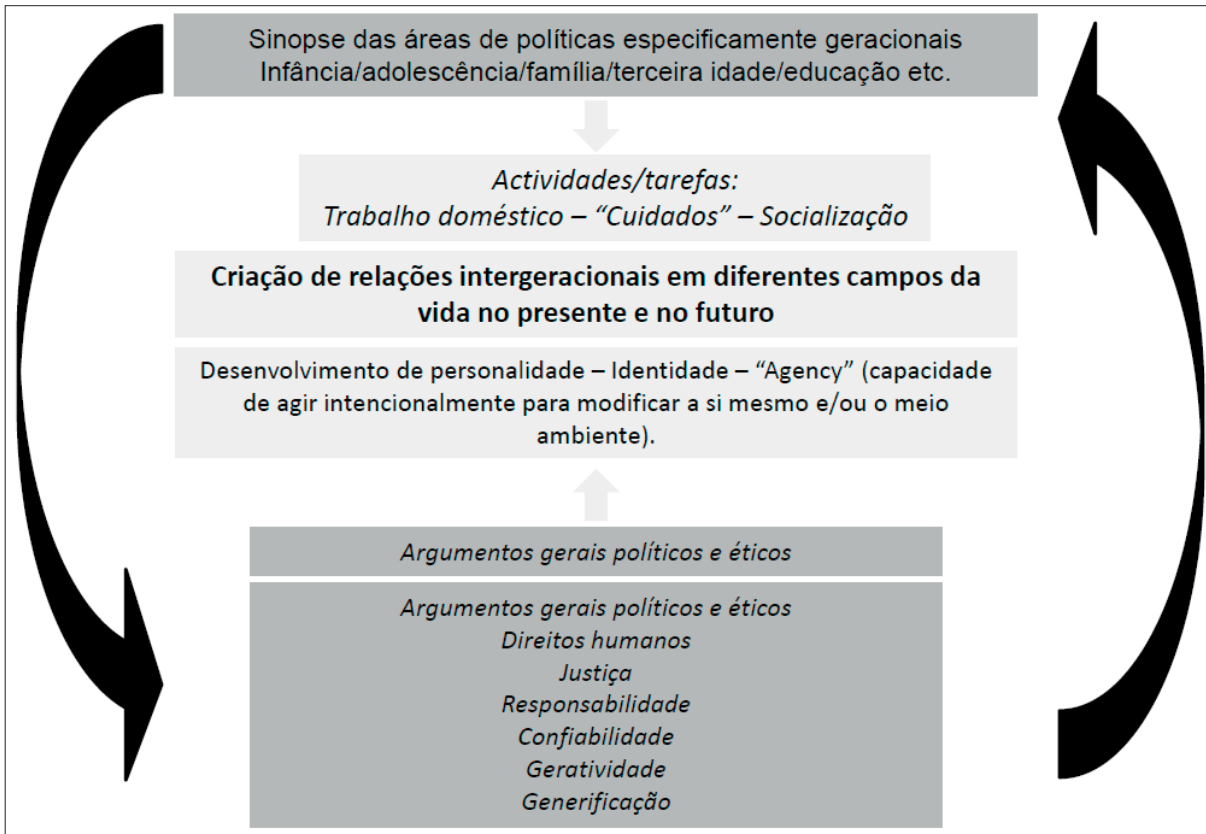 Sinopse das áreas de políticas especificamente geracionais
Infância/adolescência/família/terceira idade/educação etc.
Actividades/tarefas:
Trabalho doméstico – “Cuidados” – Socialização
Criação de relações intergeracionais em diferentes campos da
vida no presente e no futuro
Desenvolvimento de personalidade – Identidade – “Agency” (capacidade
de agir intencionalmente para modificar a si mesmo e/ou o meio
ambiente).
Argumentos gerais políticos e éticos
Argumentos gerais políticos e éticos
Direitos humanos
Justiça
Responsabilidade
Confiabilidade
Geratividade
Generificação